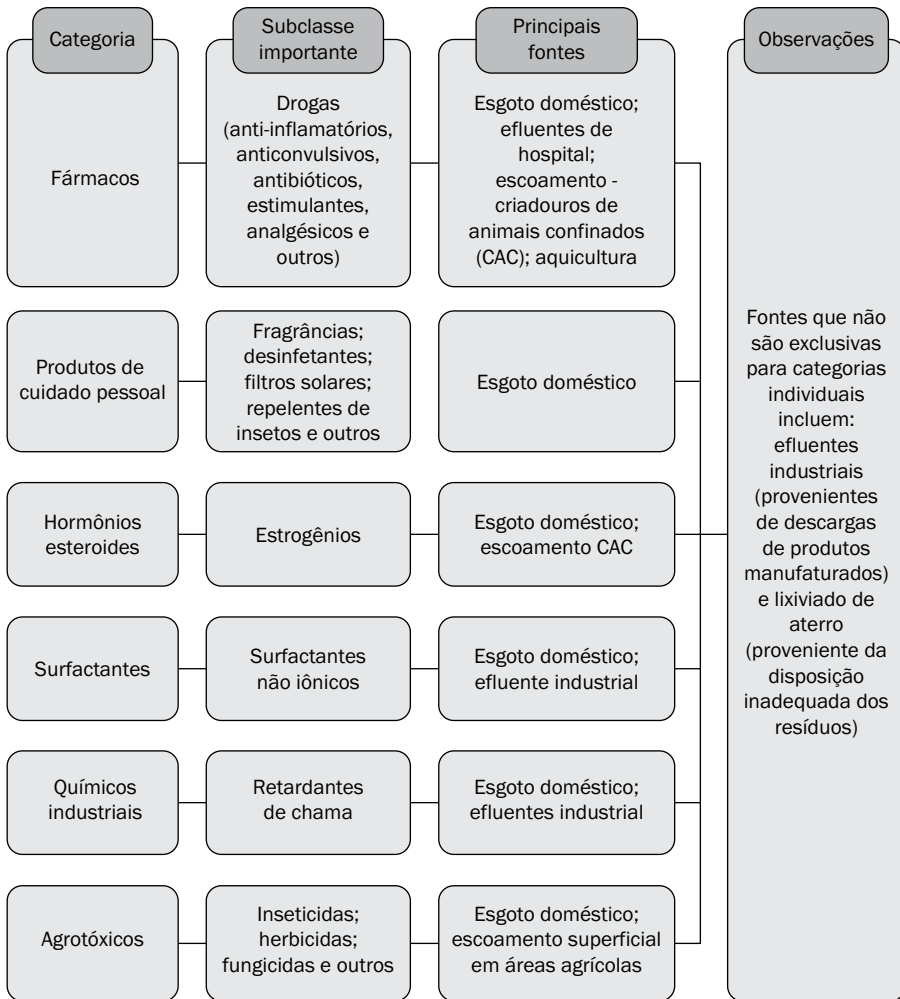 Categoria
Subclasse
importante
Principais
fontes
Observações
Fármacos
Drogas
(anti-inflamatórios,
anticonvulsivos,
antibióticos,
estimulantes,
analgésicos e
outros)
Esgoto doméstico;
efluentes de
hospital;
escoamento -
criadouros de
animais confinados
(CAC); aquicultura
Produtos de
cuidado pessoal
Fragrâncias;
desinfetantes;
filtros solares;
repelentes de
insetos e outros
Esgoto doméstico
Hormônios
esteroides
Estrogênios
Esgoto doméstico;
escoamento CAC
Surfactantes
Surfactantes
não iônicos
Esgoto doméstico;
efluente industrial
Químicos
industriais
Retardantes
de chama
Esgoto doméstico;
efluentes industrial
Agrotóxicos
Inseticidas;
herbicidas;
fungicidas e outros
Esgoto doméstico;
escoamento superficial
em áreas agrícolas
Fontes que não
são exclusivas
para categorias
individuais
incluem:
efluentes
industriais
(provenientes
de descargas
de produtos
manufaturados)
e lixiviado de
aterro
(proveniente da
disposição
inadequada dos
resíduos)